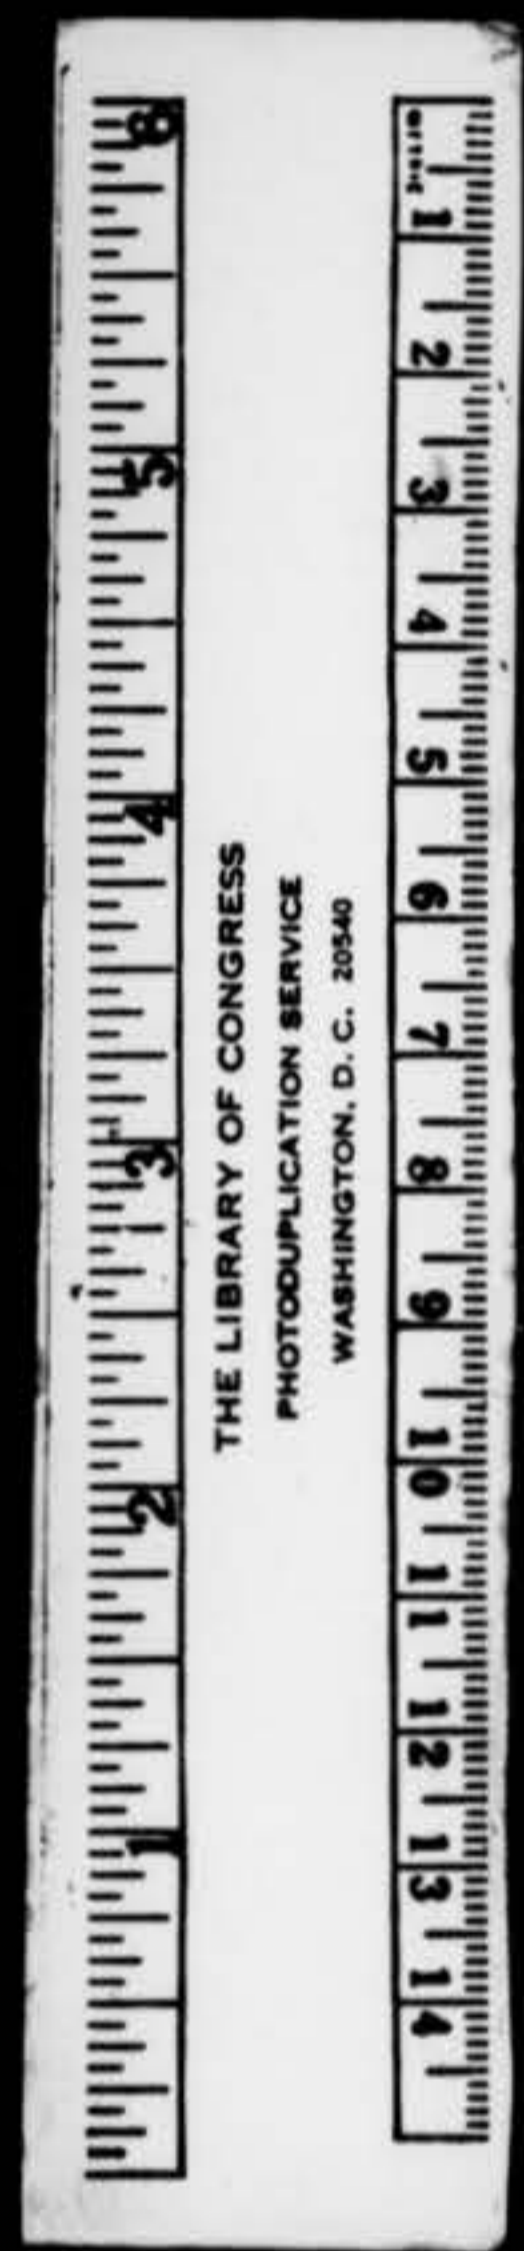 THE LIBRARY OF CONGRESS
PHOTODUPLICATION SERVICE
WASHINGTON, D. C. 20540
1 2 3 4 5 6
1 2 3 4 5 6 7 8 9 10 11 12 13 14